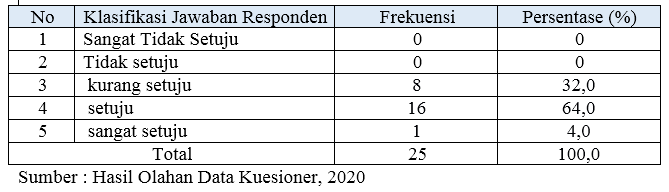 No Klasifikasi Jawaban Responden Frekuensi Persentase (%)
1 Sangat Tidak Setuju 0 0
2 Tidak setuju 0 0
3 kurang setuju 8 32,0
4 setuju 16 64,0
5 sangat setuju 1 4,0
Total 25 100,0
Sumber : Hasil Olahan Data Kuesioner, 2020